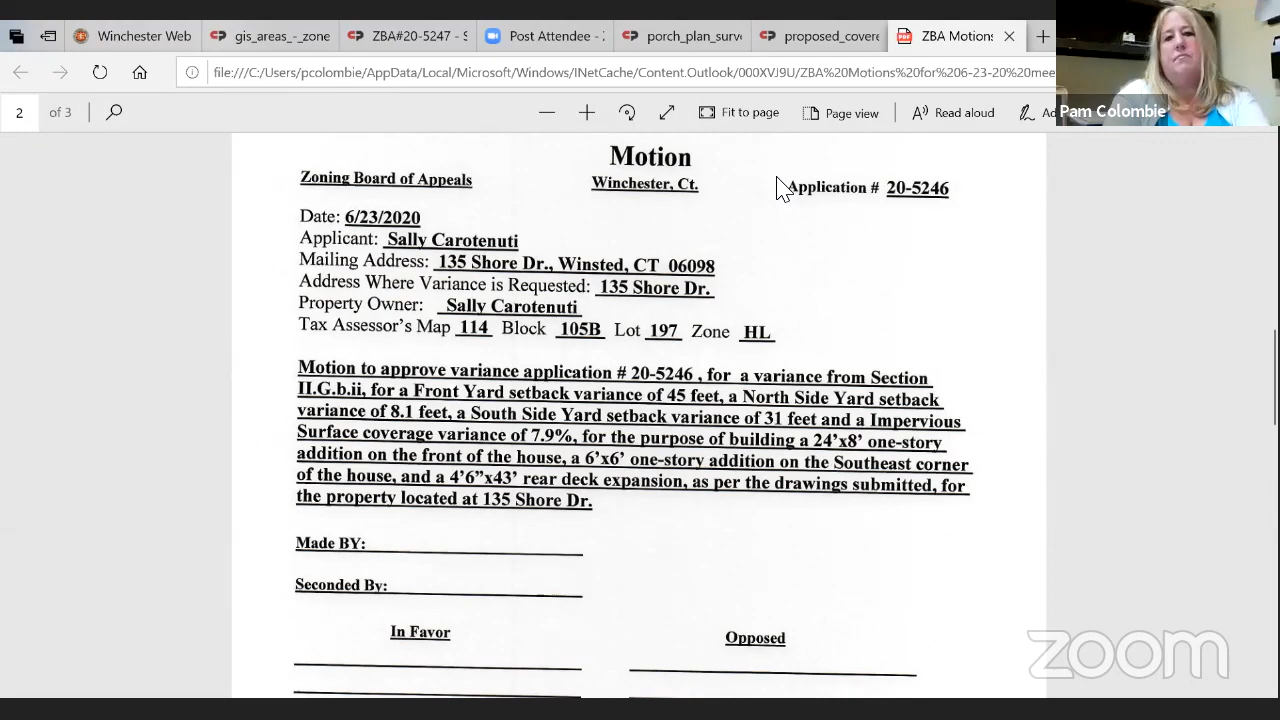 Winchester Web
gis_areas_-_zone
ZBA#20-5247 - S
Post Attendee - Z
porch_plan_surve
proposed_covere
ZBA Motions
file:///C:/Users/pcolombie/AppData/Local/Microsoft/Windows/INetCache/Content.Outlook/000XVJ9U/ZBA%20Motions%20for%206-23-20%20mee
2 of 3
Fit to page
Page view
Read aloud
Ad
Pam Colombie
Motion
Zoning Board of Appeals
Winchester, Ct.
Application # 20-5246
Date: 6/23/2020
Applicant: Sally Carotenuti
Mailing Address: 135 Shore Dr., Winsted, CT 06098
Address Where Variance is Requested: 135 Shore Dr.
Property Owner: Sally Carotenuti
Tax Assessor's Map 114 Block 105B Lot 197 Zone HL
Motion to approve variance application # 20-5246 , for a variance from Section
II.G.b.ii, for a Front Yard setback variance of 45 feet, a North Side Yard setback
variance of 8.1 feet, a South Side Yard setback variance of 31 feet and a Impervious
Surface coverage variance of 7.9%, for the purpose of building a 24'x8' one-story
addition on the front of the house, a 6'x6' one-story addition on the Southeast corner
of the house, and a 4'6”x43' rear deck expansion, as per the drawings submitted, for
the property located at 135 Shore Dr.
Made BY:
Seconded By:
In Favor
Opposed
zoom